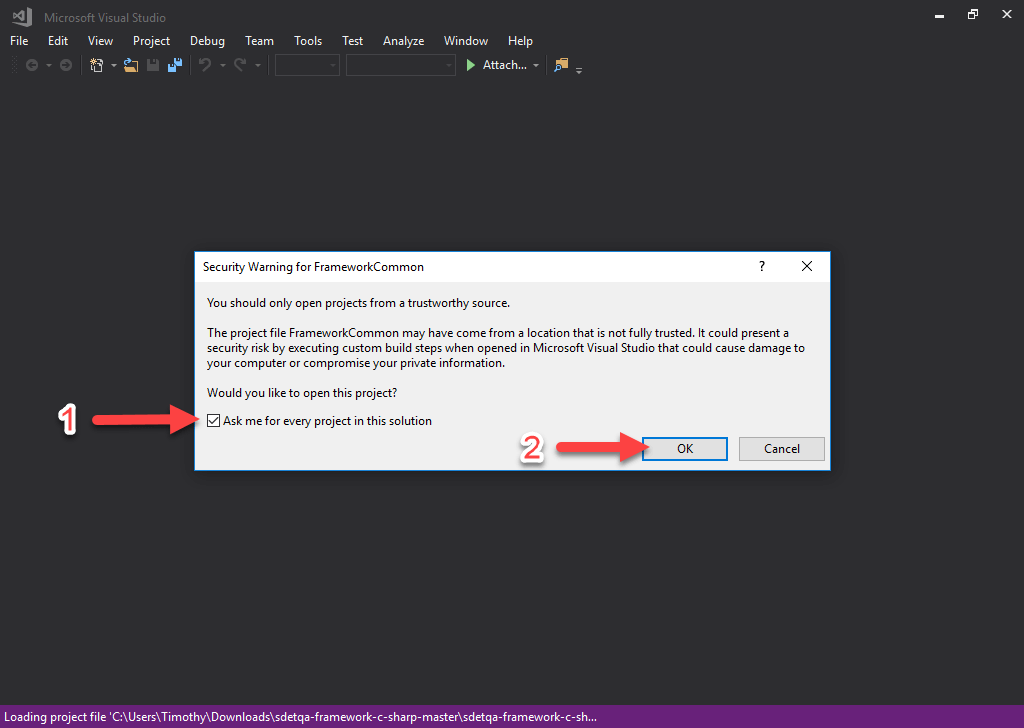 Microsoft Visual Studio
File Edit View Project Debug Team Tools Test Analyze Window Help
Attach...
Security Warning for FrameworkCommon
?
You should only open projects from a trustworthy source.
The project file FrameworkCommon may have come from a location that is not fully trusted. It could present a
security risk by executing custom build steps when opened in Microsoft Visual Studio that could cause damage to
your computer or compromise your private information.
Would you like to open this project?
1
Ask me for every project in this solution
2
OK Cancel
Loading project file 'C:\Users\Timothy\Downloads\sdetqa-framework-c-sharp-master\sdetqa-framework-c-sh...